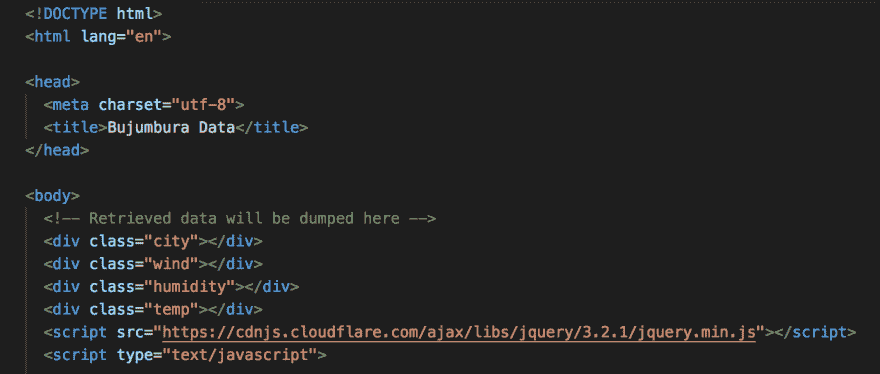 <!DOCTYPE html>
<html lang="en">
<head>
<meta charset="utf-8">
<title>Bujumbura Data</title>
</head>
<body>
<!-- Retrieved data will be dumped here -->
<div class="city"></div>
<div class="wind"></div>
<div class="humidity"></div>
<div class="temp"></div>
<script src="https://cdnjs.cloudflare.com/ajax/libs/jquery/3.2.1/jquery.min.js"></script>
<script type="text/javascript">